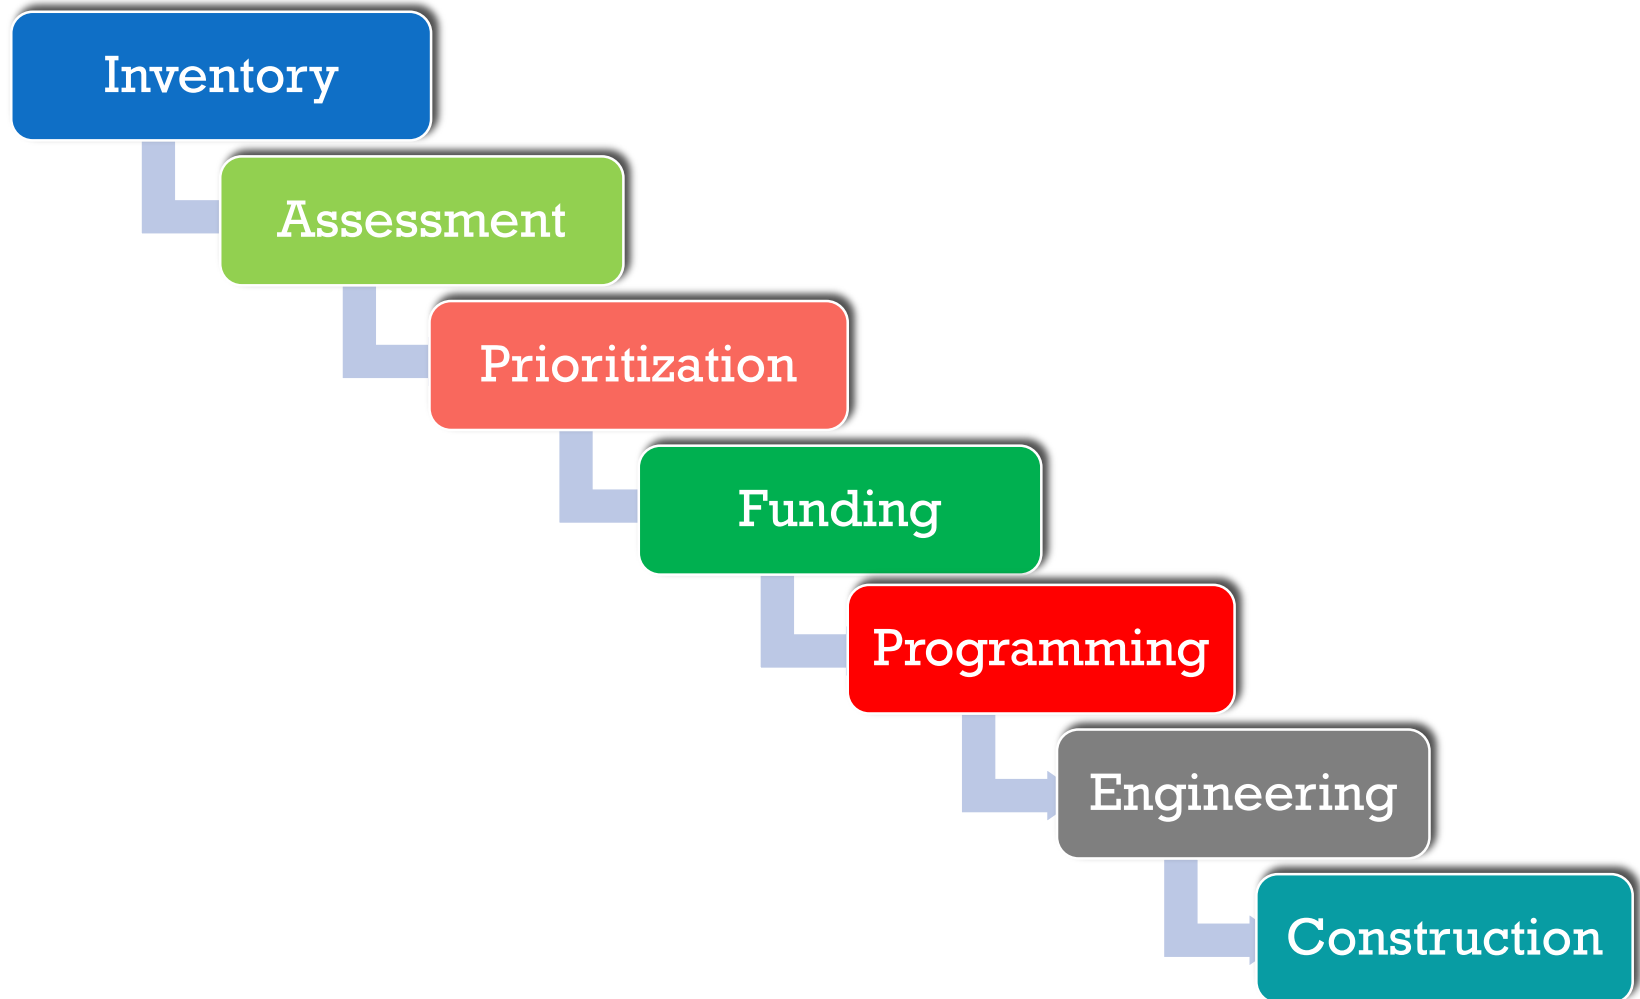 Inventory
Assessment
Prioritization
Funding
Programming
Engineering
Construction